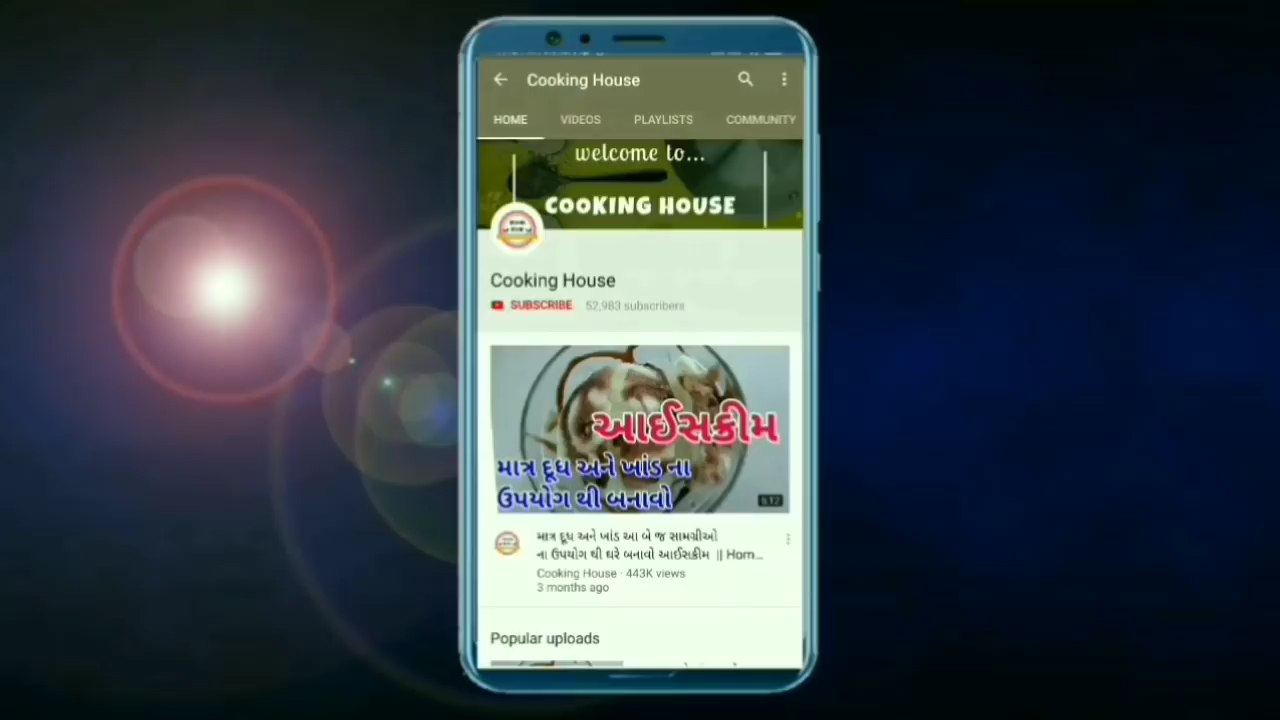 Cooking House
HOME VIDEOS PLAYLISTS COMMUNITY
welcome to...
COOKING HOUSE
Cooking House
SUBSCRIBE 52,983 subscribers
આઈસક્રીમ
માત્ર દૂધ અને ખાંડ ના
ઉપયોગ થી બનાવો
6:12
માત્ર દૂધ અને ખાંડ આ બે જ સામગ્રીઓ
ના ઉપયોગ થી ઘરે બનાવો આઈસક્રીમ || Hom...
Cooking House · 443K views
3 months ago
Popular uploads